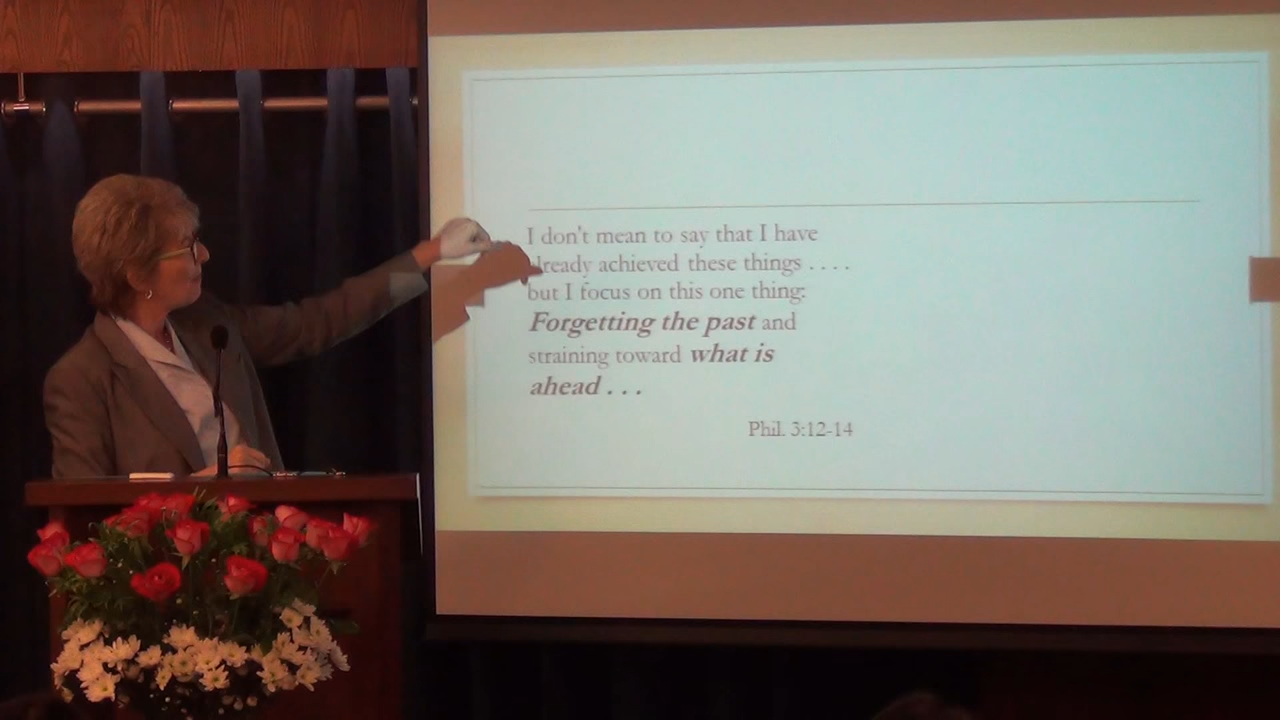 I don't mean to say that I have
already achieved these things . . . .
but I focus on this one thing:
Forgetting the past and
straining toward what is
ahead . . .
Phil. 3:12-14